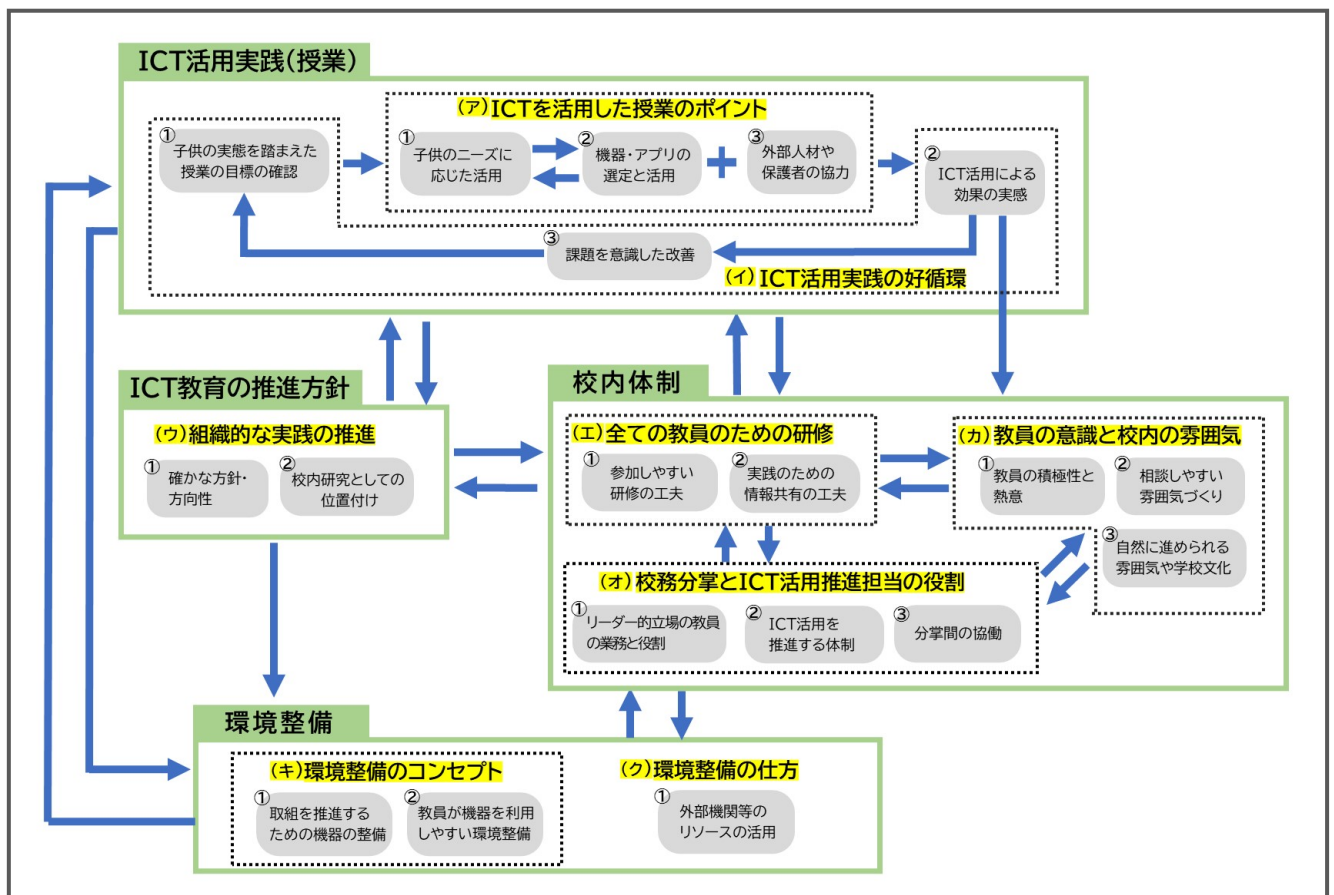 ICT活用実践(授業)
(ア)ICTを活用した授業のポイント
①
子供の実態を踏まえた
授業の目標の確認
①
子供のニーズに
応じた活用
②
機器・アプリの
選定と活用
③
外部人材や
保護者の協力
②
ICT活用による
効果の実感
③
課題を意識した改善
(イ)ICT活用実践の好循環
ICT教育の推進方針
(ウ)組織的な実践の推進
①
確かな方針・
方向性
②
校内研究としての
位置付け
校内体制
(エ)全ての教員のための研修
①
参加しやすい
研修の工夫
②
実践のための
情報共有の工夫
(カ)教員の意識と校内の雰囲気
①
教員の積極性と
熱意
②
相談しやすい
雰囲気づくり
③
自然に進められる
雰囲気や学校文化
(オ)校務分掌とICT活用推進担当の役割
①
リーダー的立場の教員
の業務と役割
②
ICT活用を
推進する体制
③
分掌間の協働
環境整備
(キ)環境整備のコンセプト
①
取組を推進する
ための機器の整備
②
教員が機器を利用
しやすい環境整備
(ク)環境整備の仕方
①
外部機関等の
リソースの活用